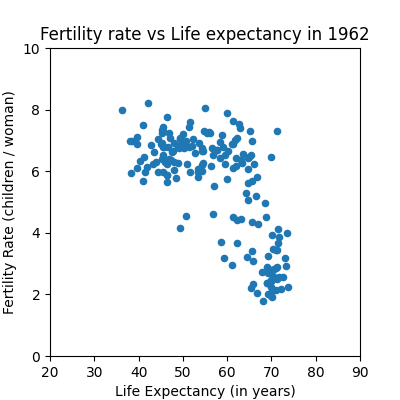 Fertility rate vs Life expectancy in 1962
10
8
6
4
2
0
Fertility Rate (children / woman)
20 30 40 50 60 70 80 90
Life Expectancy (in years)